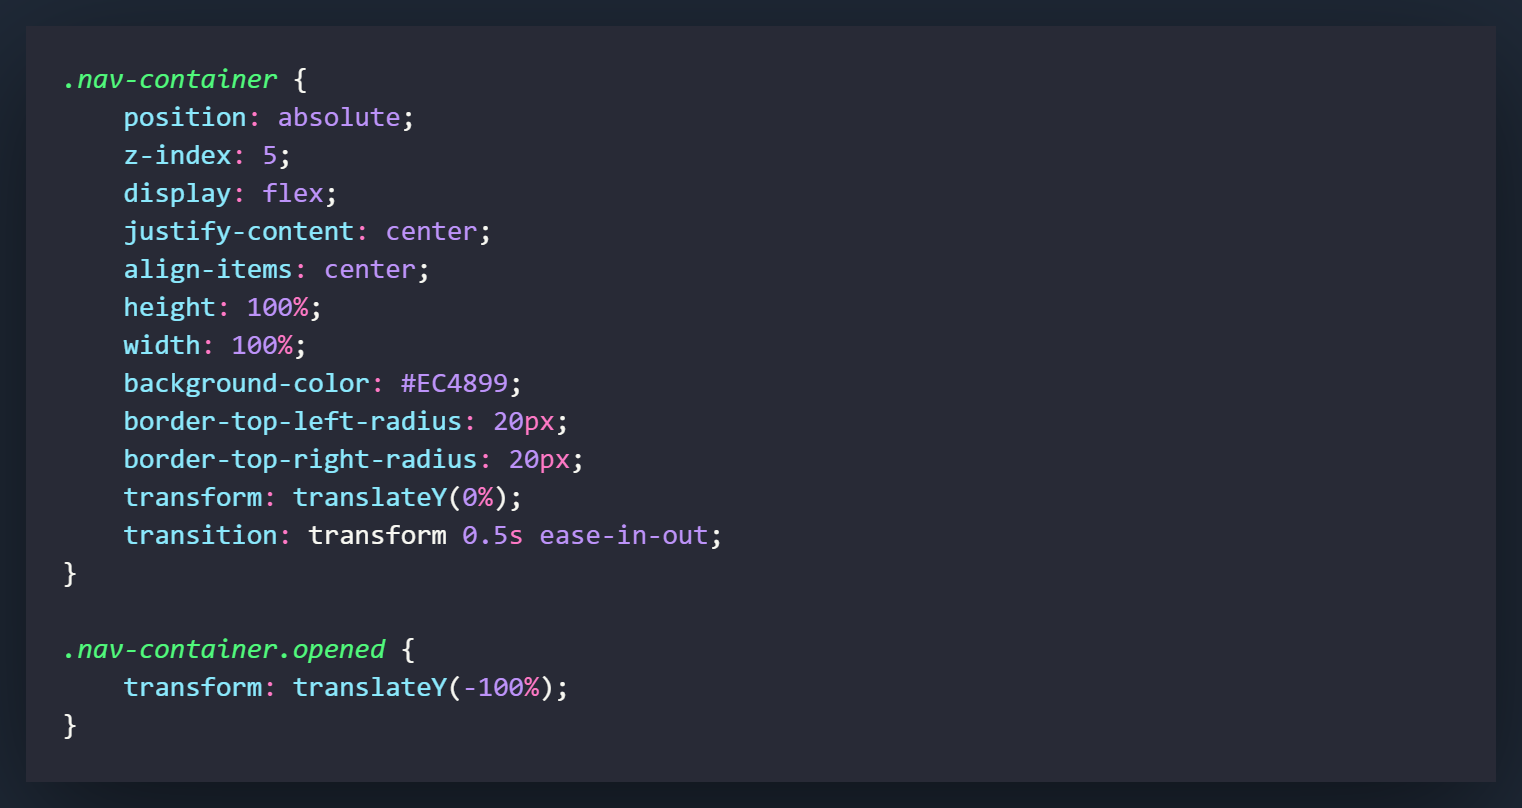 .nav-container {
    position: absolute;
    z-index: 5;
    display: flex;
    justify-content: center;
    align-items: center;
    height: 100%;
    width: 100%;
    background-color: #EC4899;
    border-top-left-radius: 20px;
    border-top-right-radius: 20px;
    transform: translateY(0%);
    transition: transform 0.5s ease-in-out;
}

.nav-container.opened {
    transform: translateY(-100%);
}